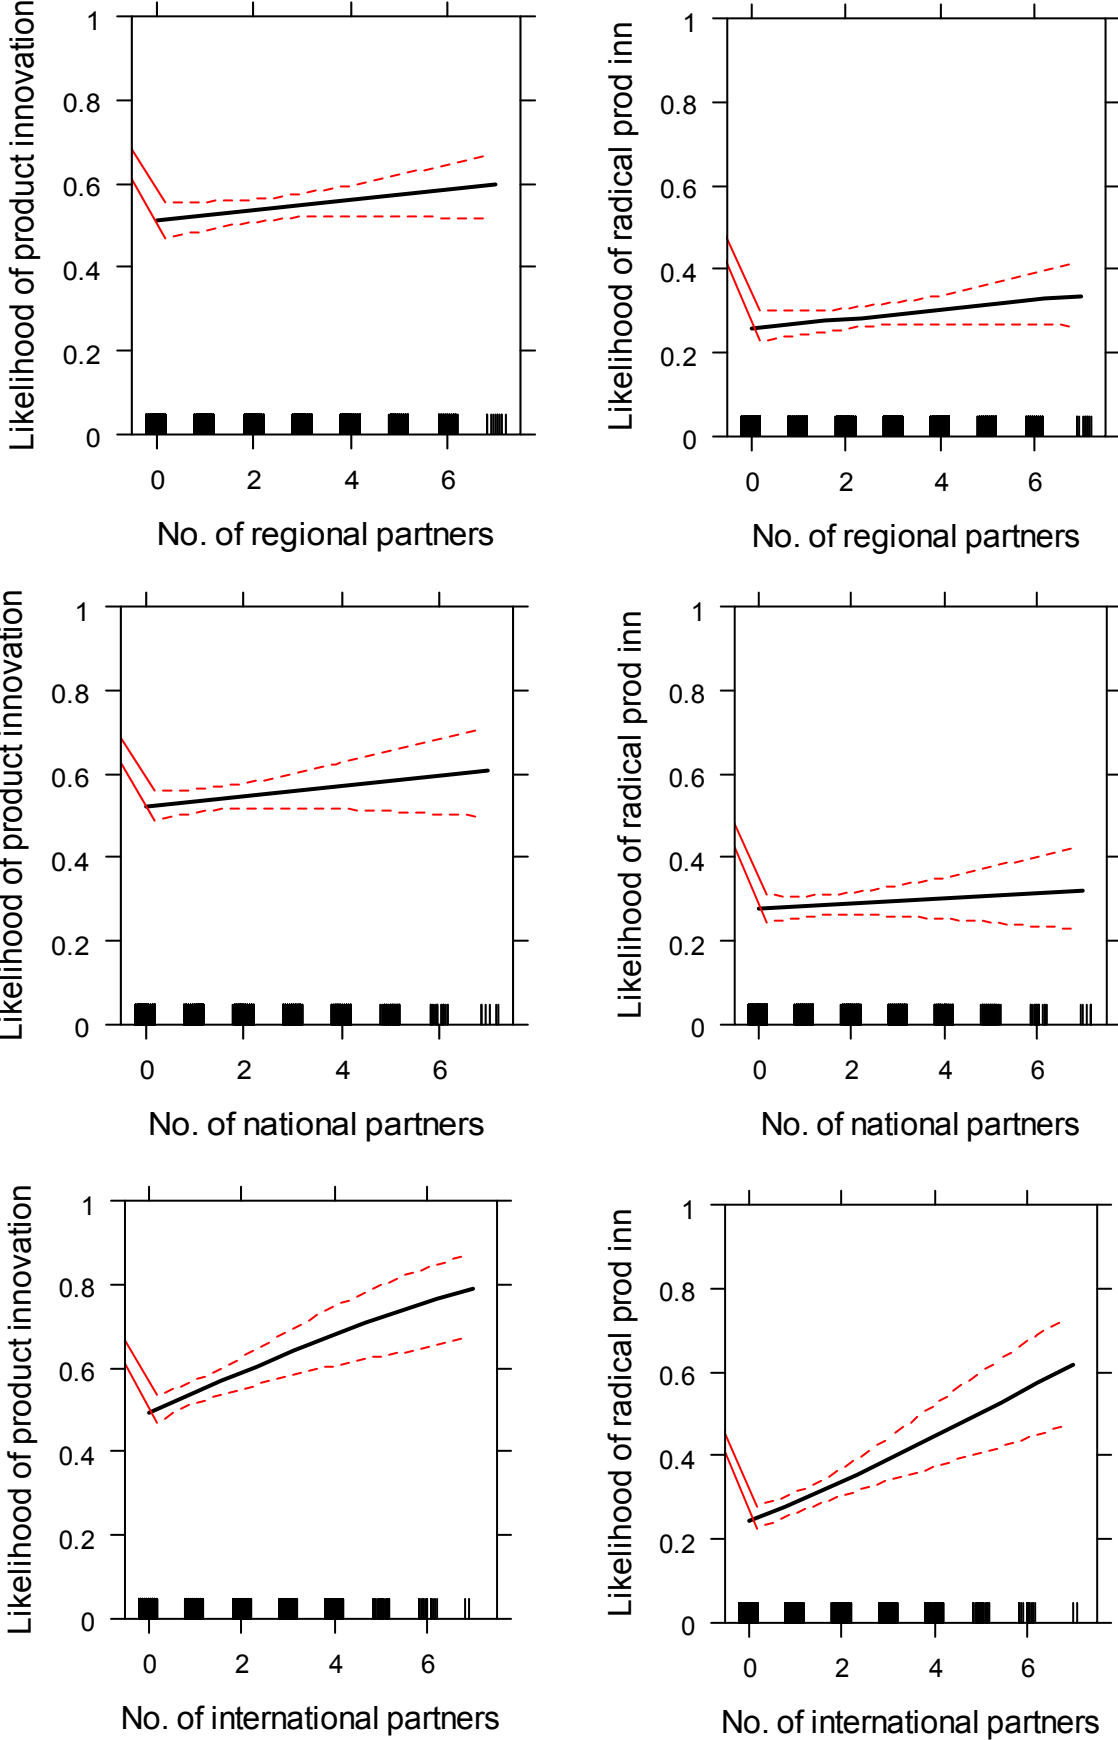 Likelihood of product innovation
1
0.8
0.6
0.4
0.2
0
0 2 4 6
No. of regional partners
Likelihood of radical prod inn
1
0.8
0.6
0.4
0.2
0
0 2 4 6
No. of regional partners
Likelihood of product innovation
1
0.8
0.6
0.4
0.2
0
0 2 4 6
No. of national partners
Likelihood of radical prod inn
1
0.8
0.6
0.4
0.2
0
0 2 4 6
No. of national partners
Likelihood of product innovation
1
0.8
0.6
0.4
0.2
0
0 2 4 6
No. of international partners
Likelihood of radical prod inn
1
0.8
0.6
0.4
0.2
0
0 2 4 6
No. of international partners